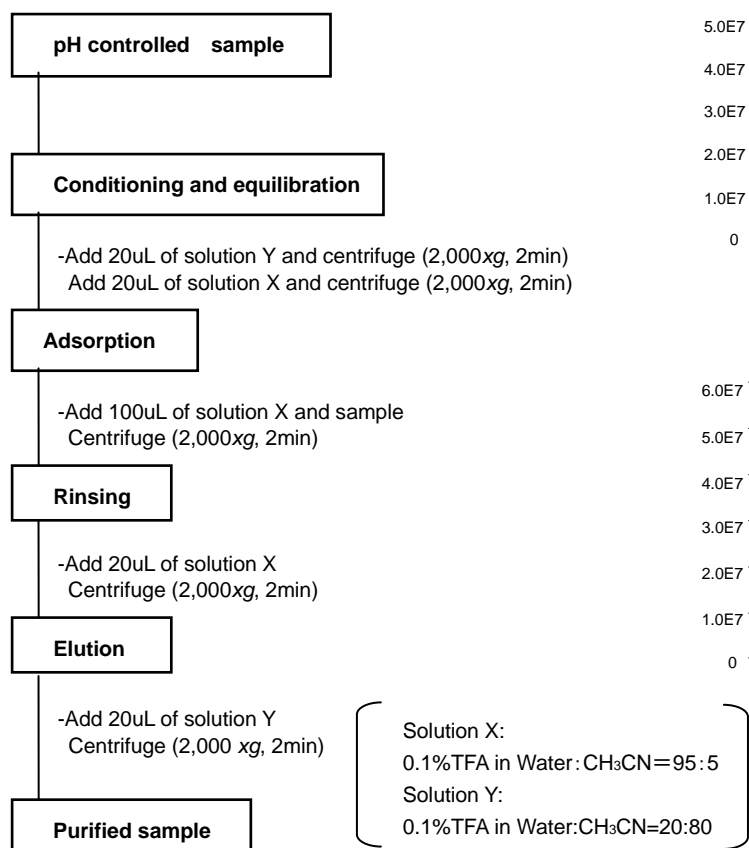 pH controlled sample
Conditioning and equilibration
-Add 20uL of solution Y and centrifuge (2,000xg, 2min)
Add 20uL of solution X and centrifuge (2,000xg, 2min)
Adsorption
-Add 100uL of solution X and sample
Centrifuge (2,000xg, 2min)
Rinsing
-Add 20uL of solution X
Centrifuge (2,000xg, 2min)
Elution
-Add 20uL of solution Y
Centrifuge (2,000 xg, 2min)
Purified sample
Solution X:
0.1%TFA in Water:CH₃CN=95:5
Solution Y:
0.1%TFA in Water:CH₃CN=20:80
5.0E7
4.0E7
3.0E7
2.0E7
1.0E7
0
6.0E7
5.0E7
4.0E7
3.0E7
2.0E7
1.0E7
0